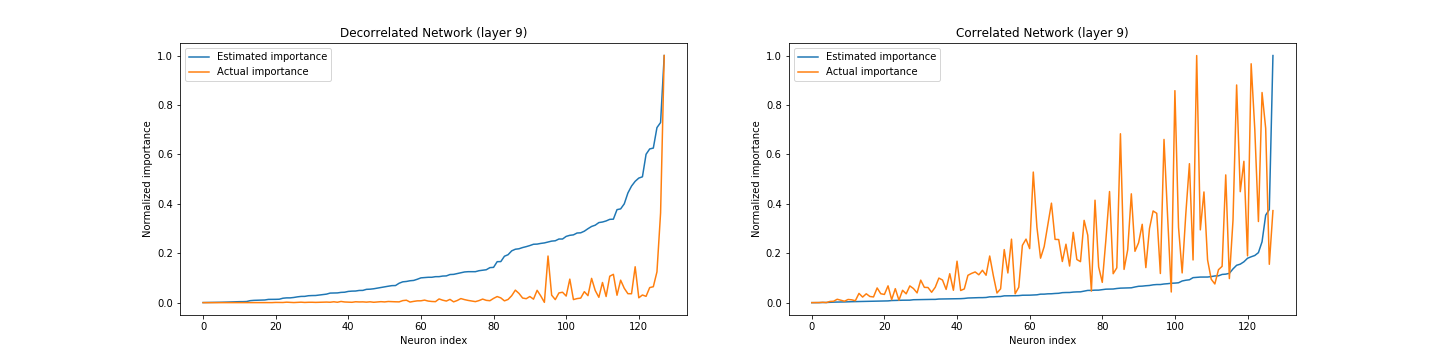 Decorrelated Network (layer 9)
Estimated importance
Actual importance
1.0
0.8
0.6
0.4
0.2
0.0
Normalized importance
0 20 40 60 80 100 120
Neuron index
Correlated Network (layer 9)
Estimated importance
Actual importance
1.0
0.8
0.6
0.4
0.2
0.0
Normalized importance
0 20 40 60 80 100 120
Neuron index